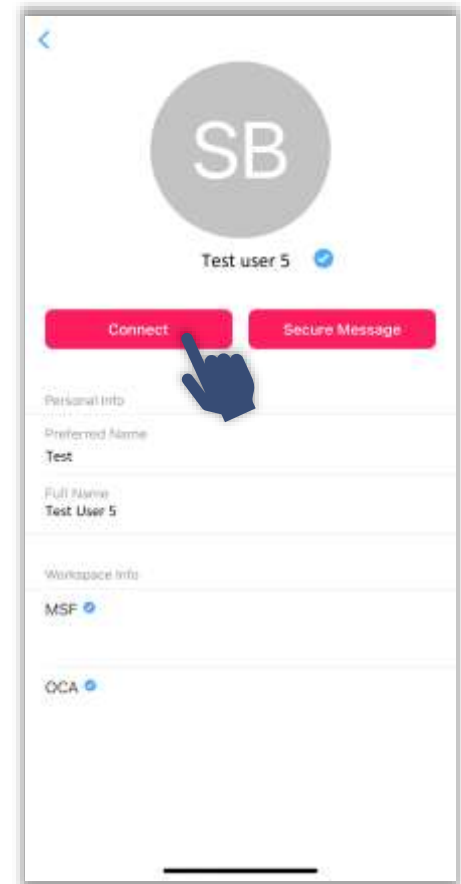 SB
Test user 5
Connect
Secure Message
Personal Info
Preferred Name
Test
Full Name
Test User 5
Workspace Info
MSF
OCA